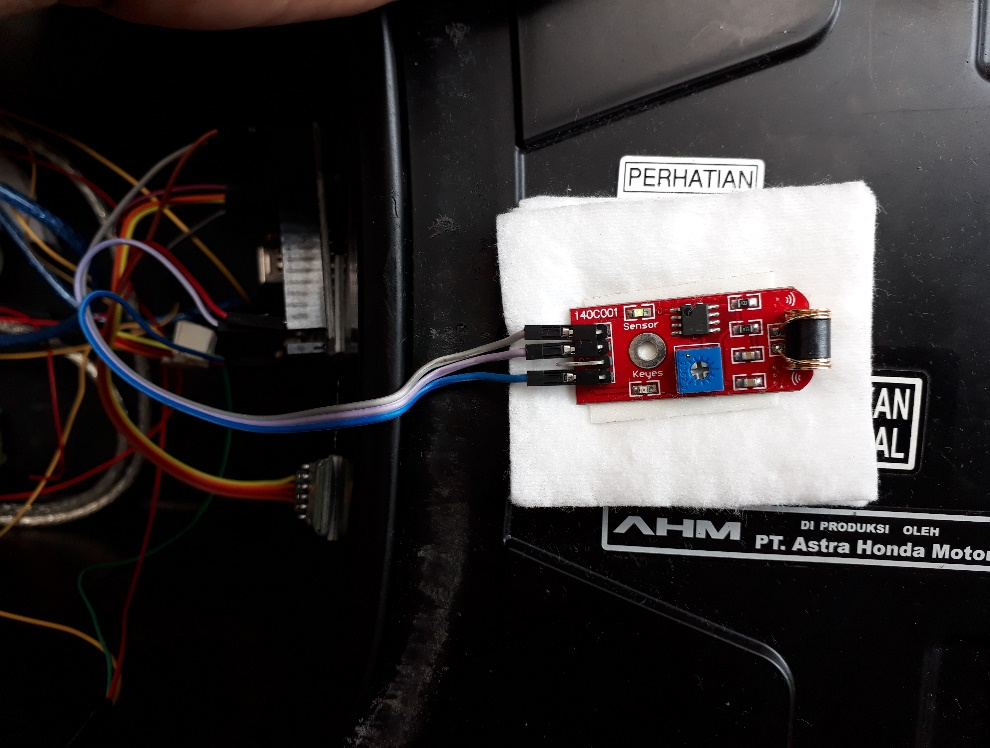 PERHATIAN
140C001
Sensor
Keyes
AN
AL
AHM
DI PRODUKSI OLEH
PT. Astra Honda Motor